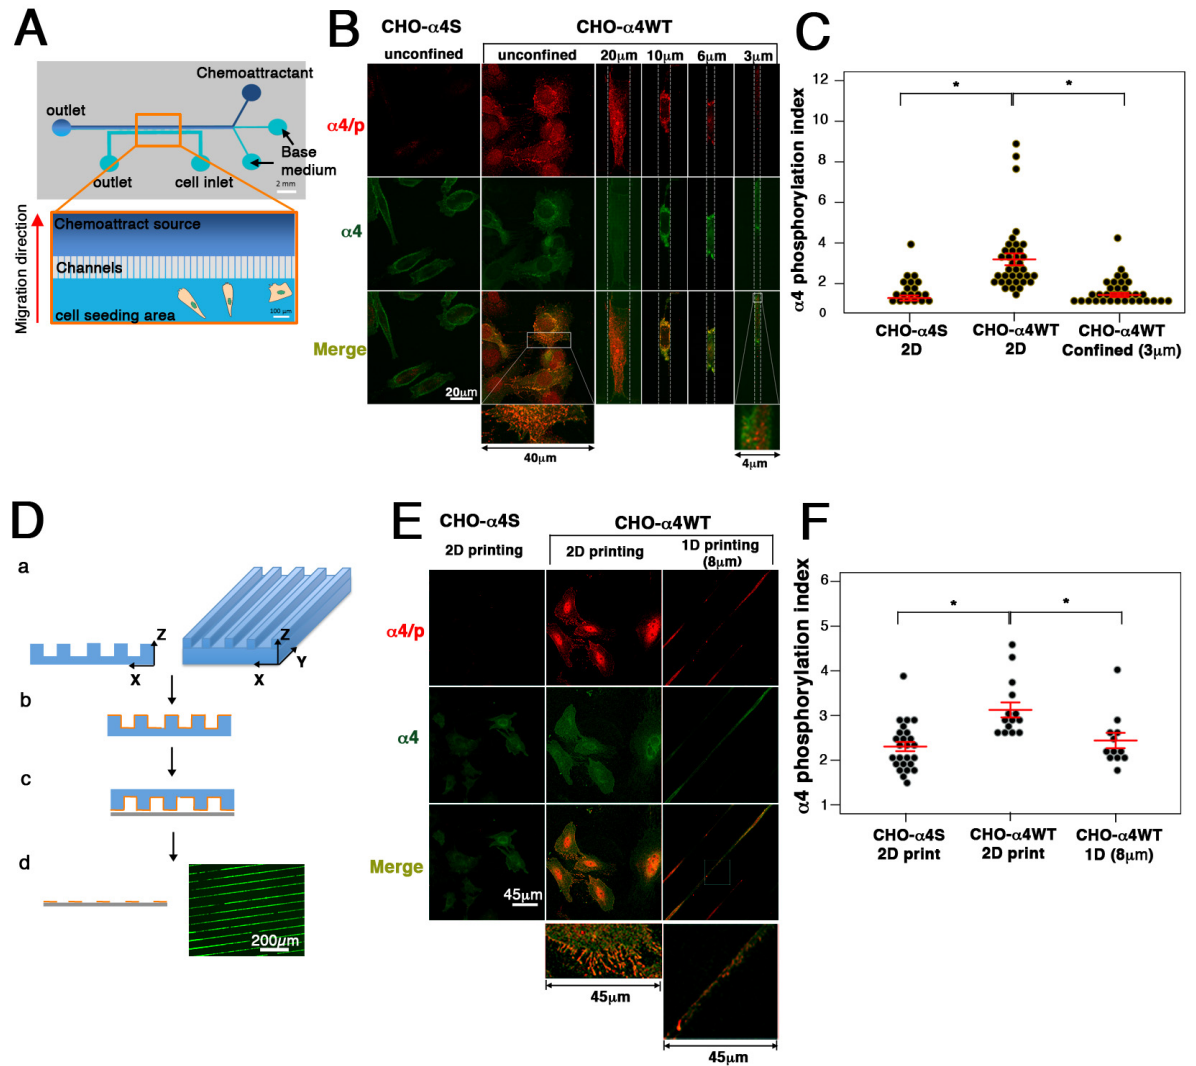 A
Chemoattractant
outlet
Base
medium
outlet
cell inlet
2 mm
Migration direction
Chemoattract source
Channels
cell seeding area
100 µm
B
CHO-α4S
CHO-α4WT
unconfined
unconfined
20µm
10µm
6µm
3µm
α4/p
α4
Merge
20µm
40µm
4µm
C
α4 phosphorylation index
12
10
8
6
4
2
0
*
*
CHO-α4S
2D
CHO-α4WT
2D
CHO-α4WT
Confined (3µm)
D
a
Z
X
Z
Y
X
b
c
d
200µm
E
CHO-α4S
CHO-α4WT
2D printing
2D printing
1D printing
(8µm)
α4/p
α4
Merge
45µm
45µm
45µm
F
α4 phosphorylation index
6
5
4
3
2
1
*
*
CHO-α4S
2D print
CHO-α4WT
2D print
CHO-α4WT
1D (8µm)